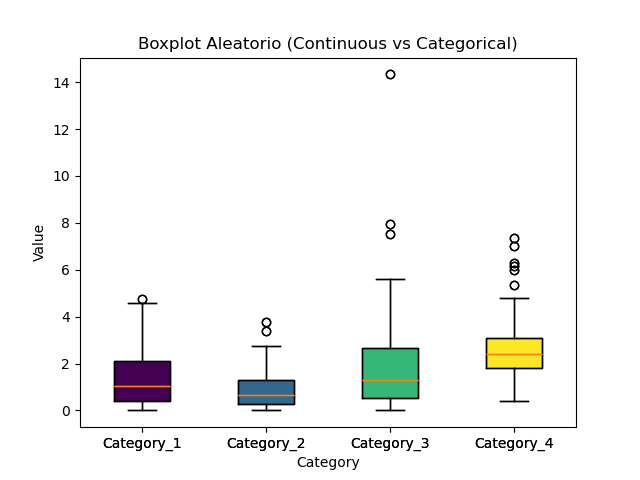 Boxplot Aleatorio (Continuous vs Categorical)
14
12
10
8
6
4
2
0
Value
Category_1 Category_2 Category_3 Category_4
Category